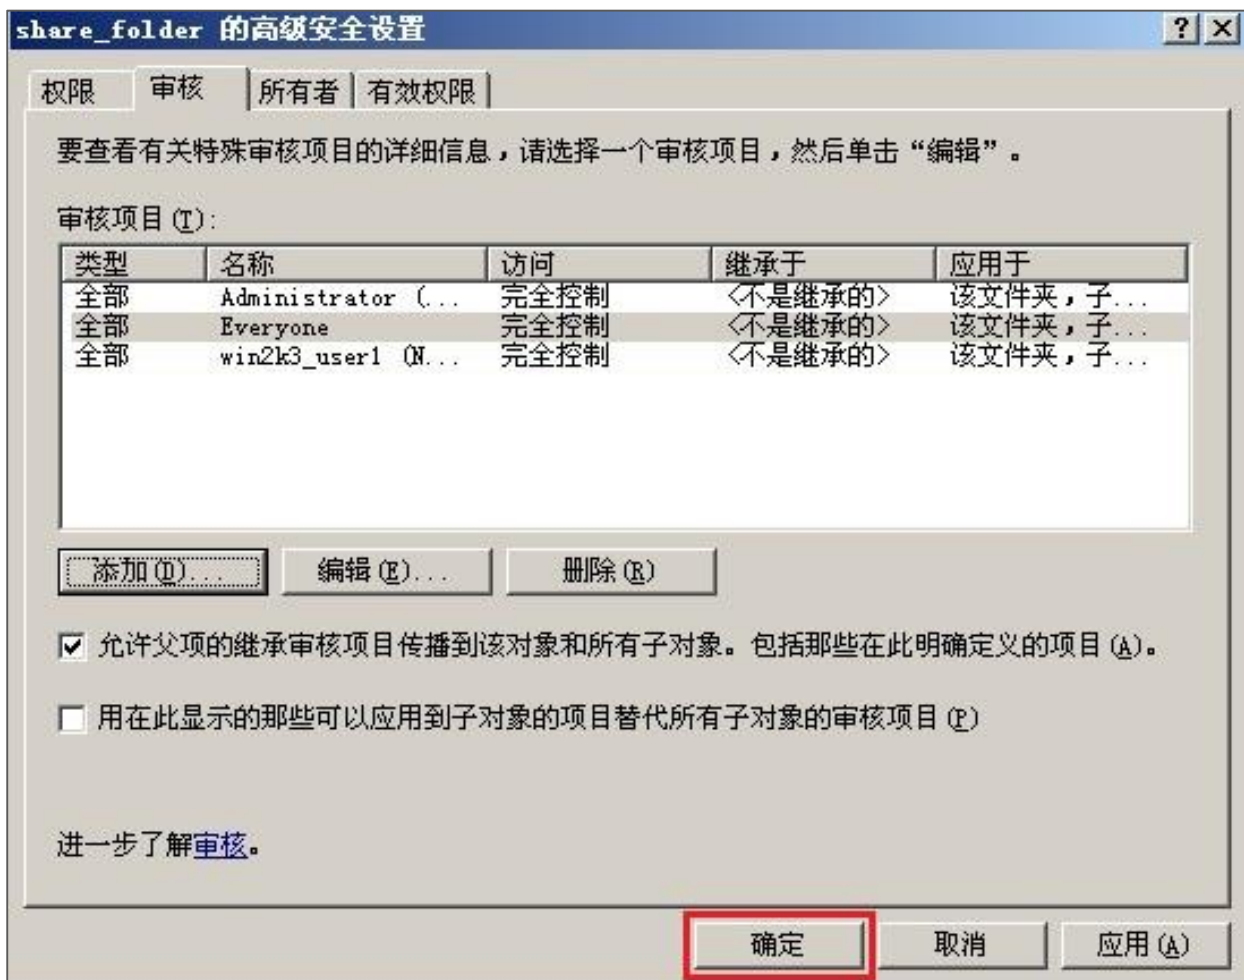 share_folder 的高级安全设置
权限 审核 所有者 有效权限
要查看有关特殊审核项目的详细信息，请选择一个审核项目，然后单击“编辑”。
审核项目(T):
类型 名称 访问 继承于 应用于
全部 Administrator (... 完全控制 <不是继承的> 该文件夹，子...
全部 Everyone 完全控制 <不是继承的> 该文件夹，子...
全部 win2k3_user1 (N... 完全控制 <不是继承的> 该文件夹，子...
添加(D)... 编辑(E)... 删除(R)
允许父项的继承审核项目传播到该对象和所有子对象。包括那些在此明确定义的项目(A)。
用在此显示的那些可以应用到子对象的项目替代所有子对象的审核项目(P)
进一步了解审核。
确定 取消 应用(A)